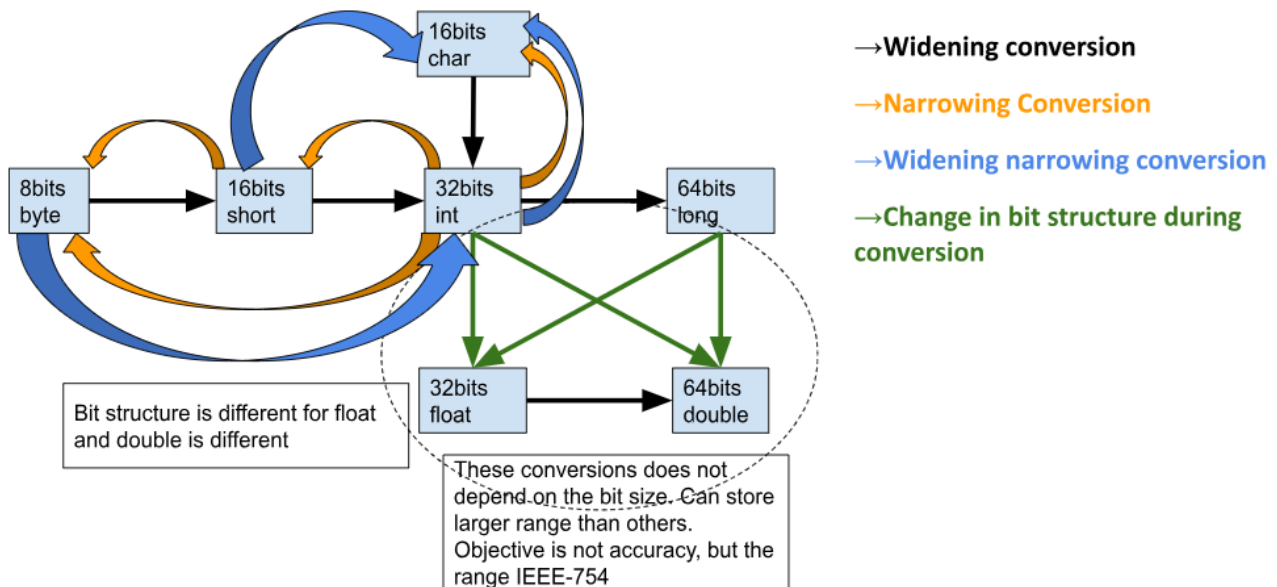 16bits
char
→Widening conversion
→Narrowing Conversion
→Widening narrowing conversion
→Change in bit structure during
conversion
8bits
byte
16bits
short
32bits
int
64bits
long
32bits
float
64bits
double
Bit structure is different for float
and double is different
These conversions does not
depend on the bit size. Can store
larger range than others.
Objective is not accuracy, but the
range IEEE-754